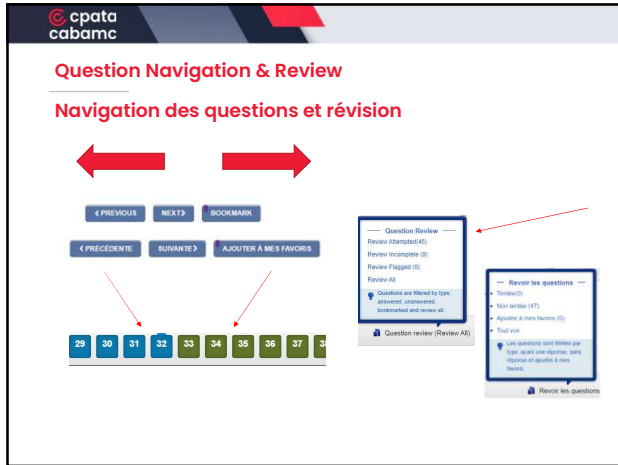 cpata
cabamc
Question Navigation & Review
Navigation des questions et révision
< PREVIOUS
NEXT >
BOOKMARK
< PRÉCÉDENTE
SUIVANTE >
AJOUTER À MES FAVORIS
29 30 31 32 33 34 35 36 37
Question Review
Review Attempted(45)
Review Incomplete (0)
Review Flagged (0)
Review All
Questions are filtered by type:
answered, unanswered,
bookmarked and review all.
Question review (Review All)
Revoir les questions
Tentée(0)
Non tentée (47)
Ajoutée à mes favoris (0)
Tout voir
Les questions sont filtrées par
type, ayant une réponse, sans
réponse et ajoutés à mes
favoris.
Revoir les questions